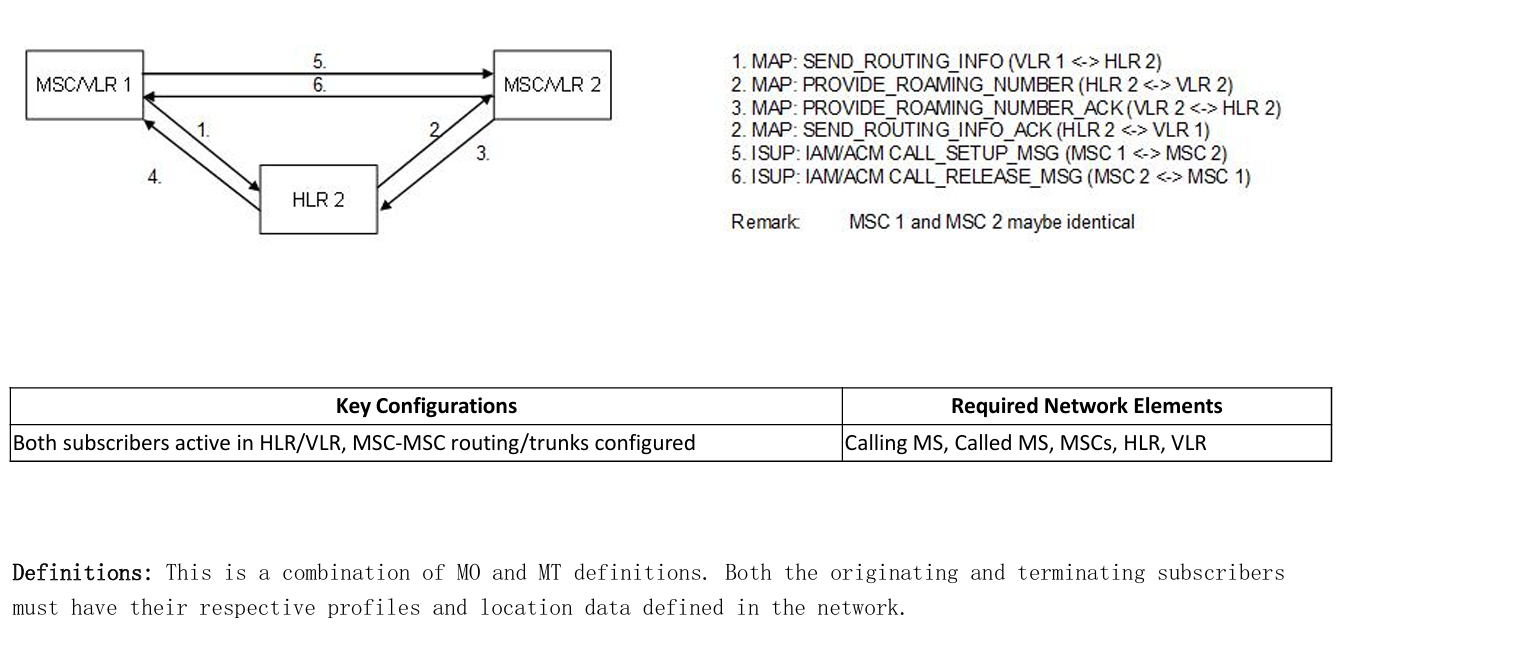 5.
MSC/VLR 1
6.
MSC/VLR 2
1.
2.
3.
4.
HLR 2
1. MAP: SEND_ROUTING_INFO (VLR 1 <-> HLR 2)
2. MAP: PROVIDE_ROAMING_NUMBER (HLR 2 <-> VLR 2)
3. MAP: PROVIDE_ROAMING_NUMBER_ACK (VLR 2 <-> HLR 2)
2. MAP: SEND_ROUTING_INFO_ACK (HLR 2 <-> VLR 1)
5. ISUP: IAM/ACM CALL_SETUP_MSG (MSC 1 <-> MSC 2)
6. ISUP: IAM/ACM CALL_RELEASE_MSG (MSC 2 <-> MSC 1)
Remark: MSC 1 and MSC 2 maybe identical
Key Configurations Required Network Elements
Both subscribers active in HLR/VLR, MSC-MSC routing/trunks configured Calling MS, Called MS, MSCs, HLR, VLR
Definitions: This is a combination of MO and MT definitions. Both the originating and terminating subscribers
must have their respective profiles and location data defined in the network.